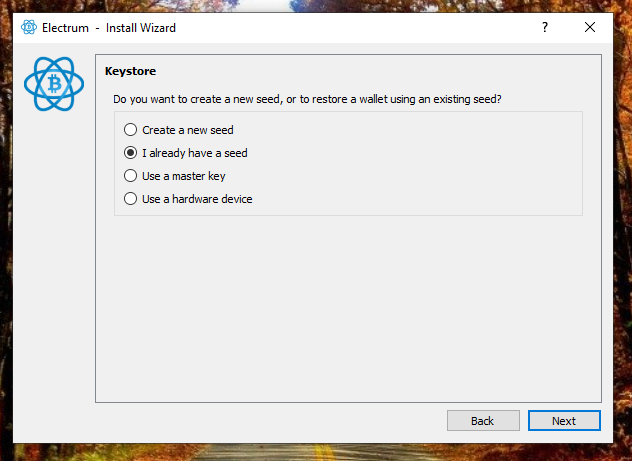 Electrum - Install Wizard
Keystore
Do you want to create a new seed, or to restore a wallet using an existing seed?
Create a new seed
I already have a seed
Use a master key
Use a hardware device
Back
Next